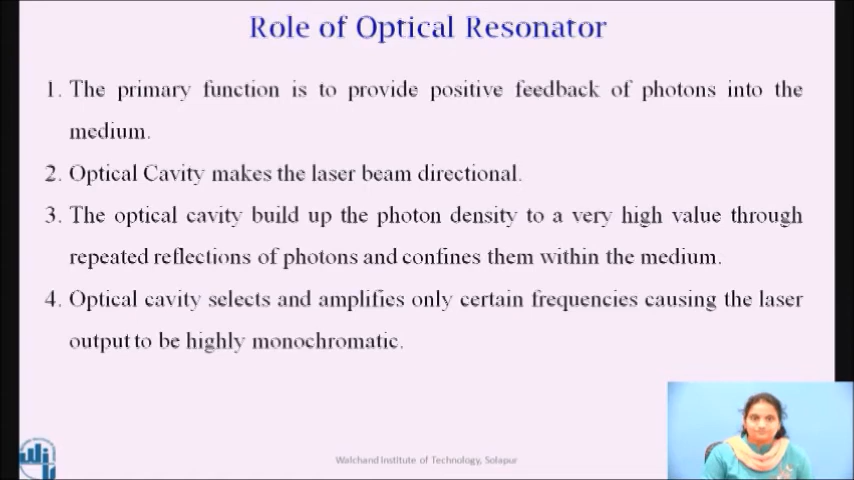 Role of Optical Resonator
1. The primary function is to provide positive feedback of photons into the
medium.
2. Optical Cavity makes the laser beam directional.
3. The optical cavity build up the photon density to a very high value through
repeated reflections of photons and confines them within the medium.
4. Optical cavity selects and amplifies only certain frequencies causing the laser
output to be highly monochromatic.
Walchand Institute of Technology, Solapur